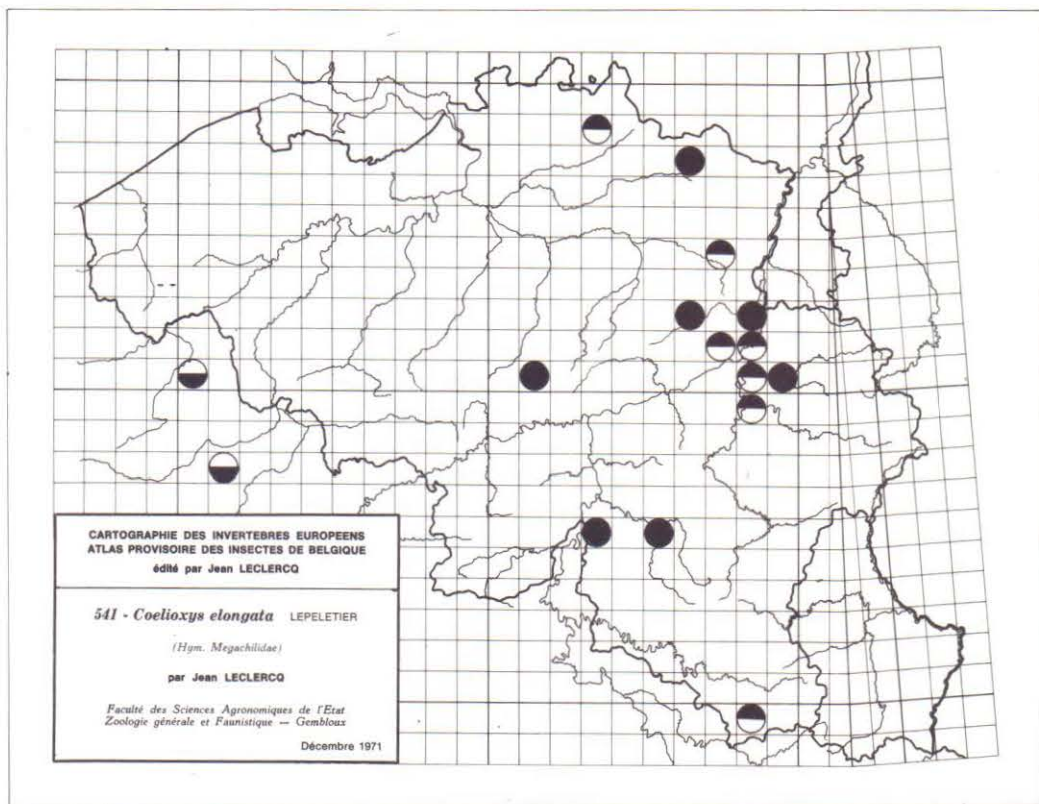 CARTOGRAPHIE DES INVERTEBRES EUROPEENS
ATLAS PROVISOIRE DES INSECTES DE BELGIQUE
édité par Jean LECLERCQ
541 - Coelioxys elongata LEPELETIER
(Hym. Megachilidae)
par Jean LECLERCQ
Faculté des Sciences Agronomiques de l'Etat
Zoologie générale et Faunistique — Gembloux
Décembre 1971